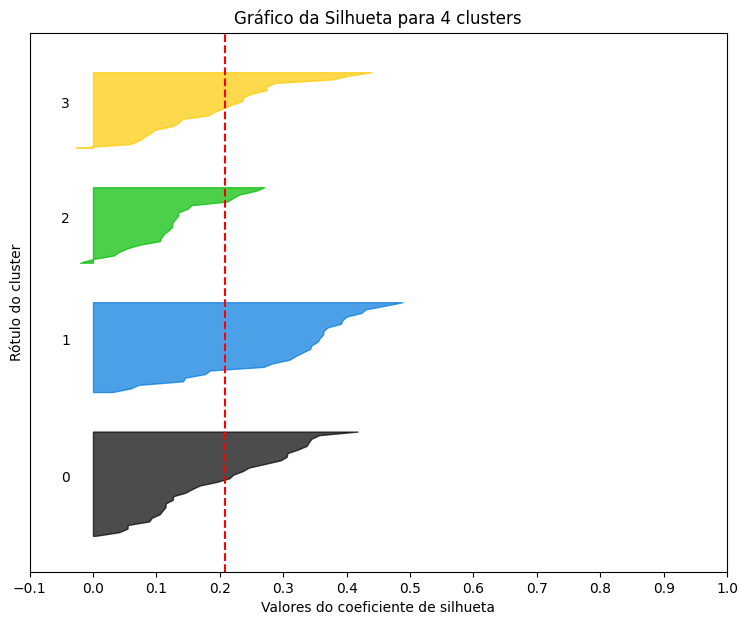 Gráfico da Silhueta para 4 clusters
3
2
1
0
Rótulo do cluster
−0.1 0.0 0.1 0.2 0.3 0.4 0.5 0.6 0.7 0.8 0.9 1.0
Valores do coeficiente de silhueta